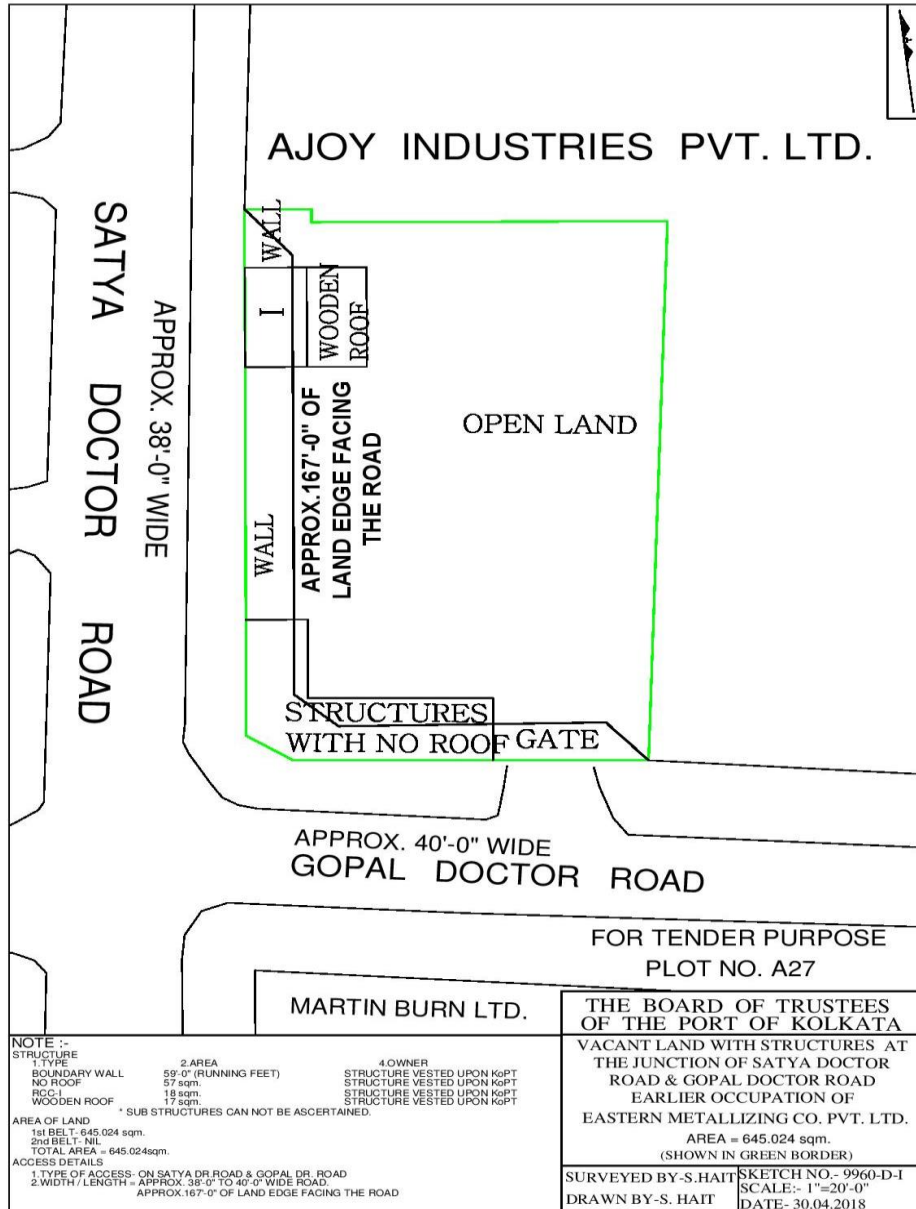 AJOY INDUSTRIES PVT. LTD.
SATYA DOCTOR ROAD
APPROX. 38'-0" WIDE
WALL
I
WOODEN
ROOF
OPEN LAND
APPROX.167'-0" OF
LAND EDGE FACING
THE ROAD
WALL
STRUCTURES
WITH NO ROOF
GATE
APPROX. 40'-0" WIDE
GOPAL DOCTOR ROAD
FOR TENDER PURPOSE
PLOT NO. A27
MARTIN BURN LTD.
THE BOARD OF TRUSTEES
OF THE PORT OF KOLKATA
VACANT LAND WITH STRUCTURES AT
THE JUNCTION OF SATYA DOCTOR
ROAD & GOPAL DOCTOR ROAD
EARLIER OCCUPATION OF
EASTERN METALLIZING CO. PVT. LTD.
AREA = 645.024 sqm.
(SHOWN IN GREEN BORDER)
SURVEYED BY-S.HAIT
DRAWN BY-S. HAIT
SKETCH NO.- 9960-D-I
SCALE:- 1"=20'-0"
DATE- 30.04.2018
NOTE :-
STRUCTURE
1.TYPE 2.AREA 4.OWNER
BOUNDARY WALL 59'-0" (RUNNING FEET) STRUCTURE VESTED UPON KoPT
NO ROOF 57 sqm. STRUCTURE VESTED UPON KoPT
RCC-I 18 sqm. STRUCTURE VESTED UPON KoPT
WOODEN ROOF 17 sqm. STRUCTURE VESTED UPON KoPT
* SUB STRUCTURES CAN NOT BE ASCERTAINED.
AREA OF LAND
1st BELT- 645.024 sqm.
2nd BELT- NIL
TOTAL AREA = 645.024sqm.
ACCESS DETAILS
1.TYPE OF ACCESS- ON SATYA DR.ROAD & GOPAL DR. ROAD
2.WIDTH / LENGTH = APPROX. 38'-0" TO 40'-0" WIDE ROAD.
APPROX.167'-0" OF LAND EDGE FACING THE ROAD